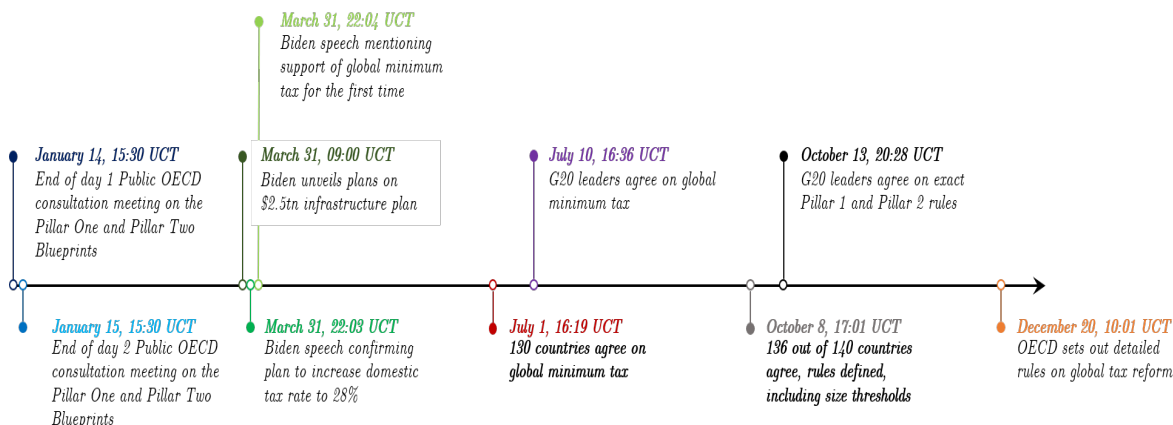 March 31, 22:04 UCT
Biden speech mentioning
support of global minimum
tax for the first time
January 14, 15:30 UCT
End of day 1 Public OECD
consultation meeting on the
Pillar One and Pillar Two
Blueprints
March 31, 09:00 UCT
Biden unveils plans on
$2.5tn infrastructure plan
July 10, 16:36 UCT
G20 leaders agree on global
minimum tax
October 13, 20:28 UCT
G20 leaders agree on exact
Pillar 1 and Pillar 2 rules
January 15, 15:30 UCT
End of day 2 Public OECD
consultation meeting on the
Pillar One and Pillar Two
Blueprints
March 31, 22:03 UCT
Biden speech confirming
plan to increase domestic
tax rate to 28%
July 1, 16:19 UCT
130 countries agree on
global minimum tax
October 8, 17:01 UCT
136 out of 140 countries
agree, rules defined,
including size thresholds
December 20, 10:01 UCT
OECD sets out detailed
rules on global tax reform